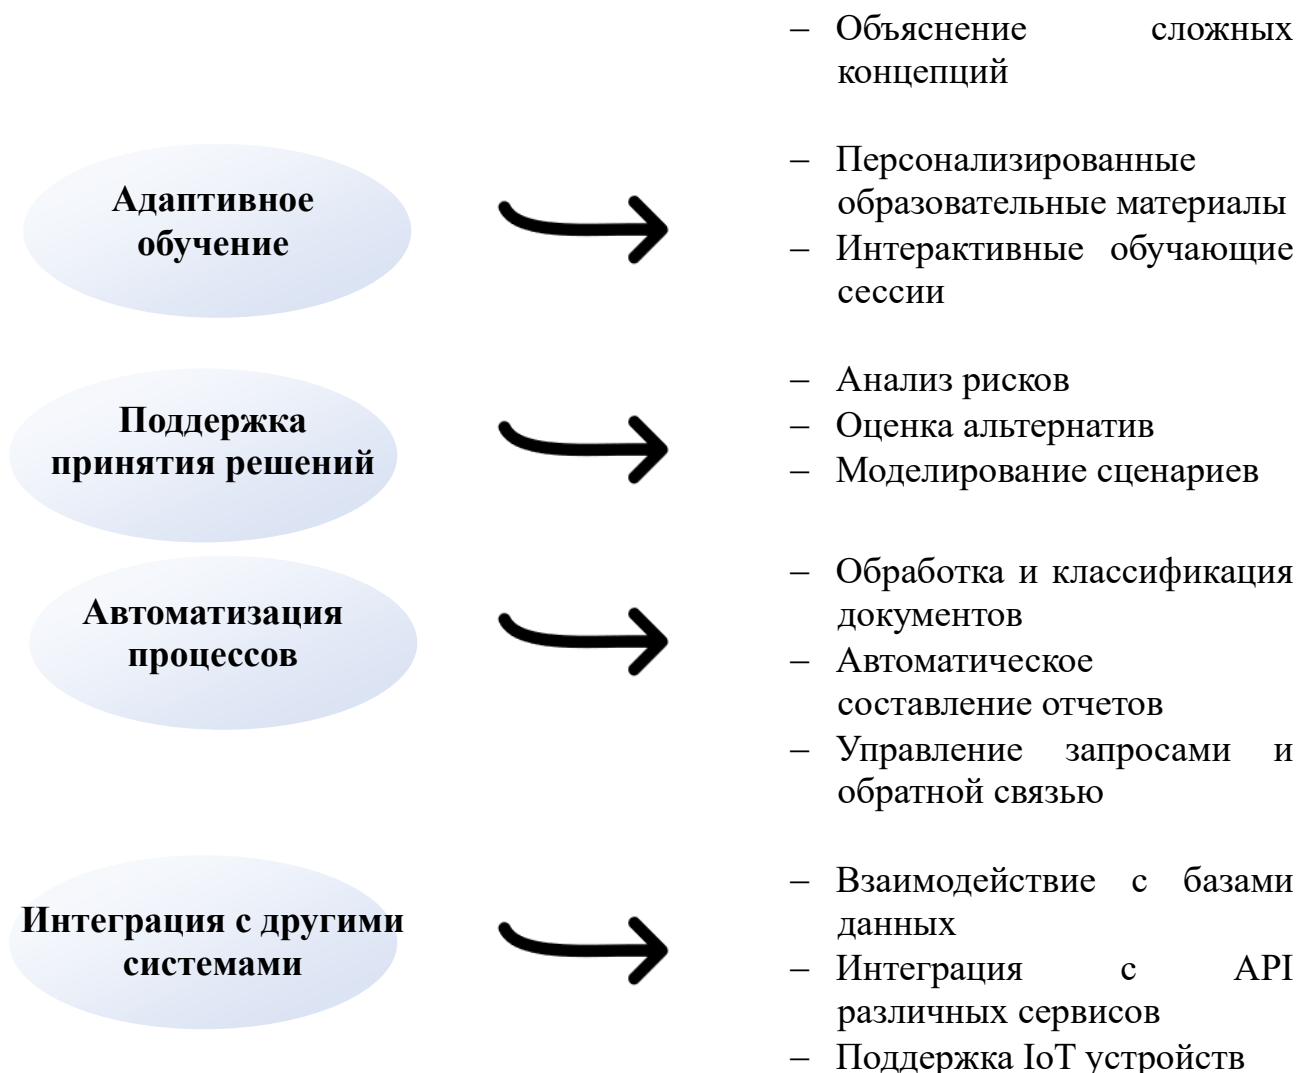 – Объяснение сложных
концепций
Адаптивное
обучение
– Персонализированные
образовательные материалы
– Интерактивные обучающие
сессии
Поддержка
принятия решений
– Анализ рисков
– Оценка альтернатив
– Моделирование сценариев
Автоматизация
процессов
– Обработка и классификация
документов
– Автоматическое
составление отчетов
– Управление запросами и
обратной связью
Интеграция с другими
системами
– Взаимодействие с базами
данных
– Интеграция с API
различных сервисов
– Поддержка IoT устройств